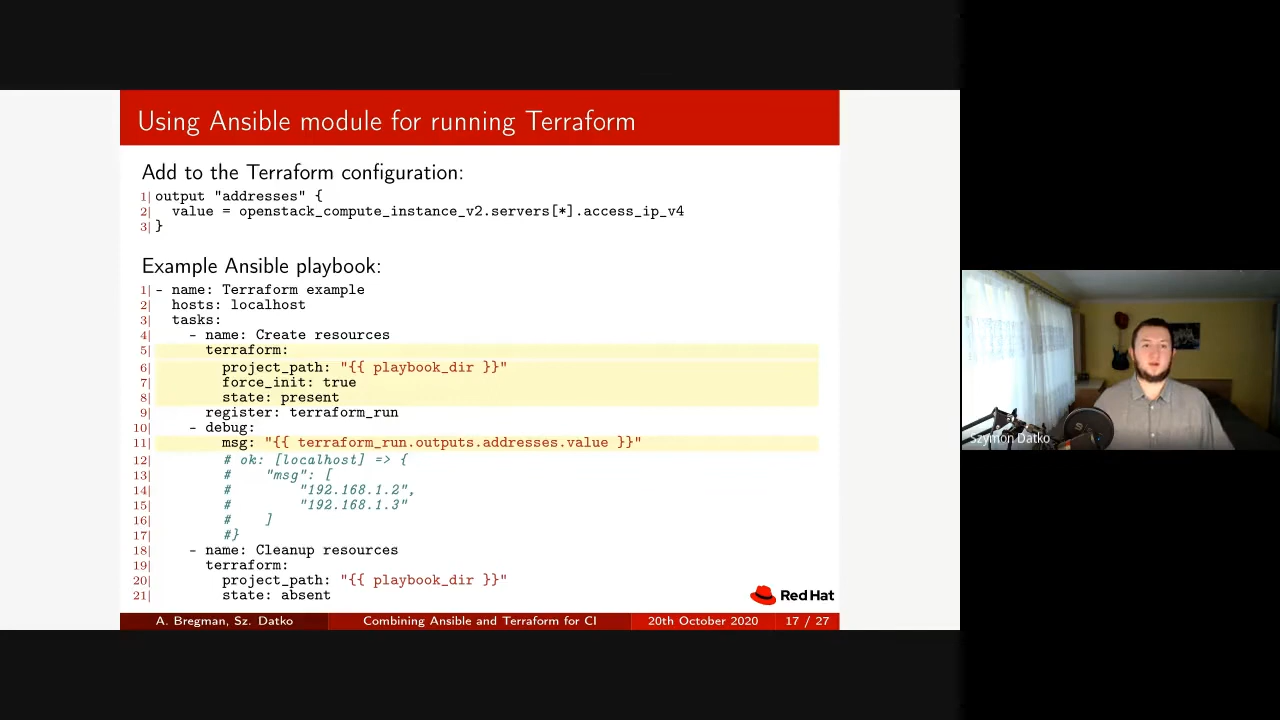 Using Ansible module for running Terraform
Add to the Terraform configuration:
1| output "addresses" {
2|   value = openstack_compute_instance_v2.servers[*].access_ip_v4
3| }
Example Ansible playbook:
1| - name: Terraform example
2|   hosts: localhost
3|   tasks:
4|     - name: Create resources
5|       terraform:
6|         project_path: "{{ playbook_dir }}"
7|         force_init: true
8|         state: present
9|       register: terraform_run
10|     - debug:
11|         msg: "{{ terraform_run.outputs.addresses.value }}"
12|         # ok: [localhost] => {
13|         #    "msg": [
14|         #        "192.168.1.2",
15|         #        "192.168.1.3"
16|         #    ]
17|         #}
18|     - name: Cleanup resources
19|       terraform:
20|         project_path: "{{ playbook_dir }}"
21|         state: absent
Red Hat
A. Bregman, Sz. Datko Combining Ansible and Terraform for CI 20th October 2020 17 / 27
Szymon Datko